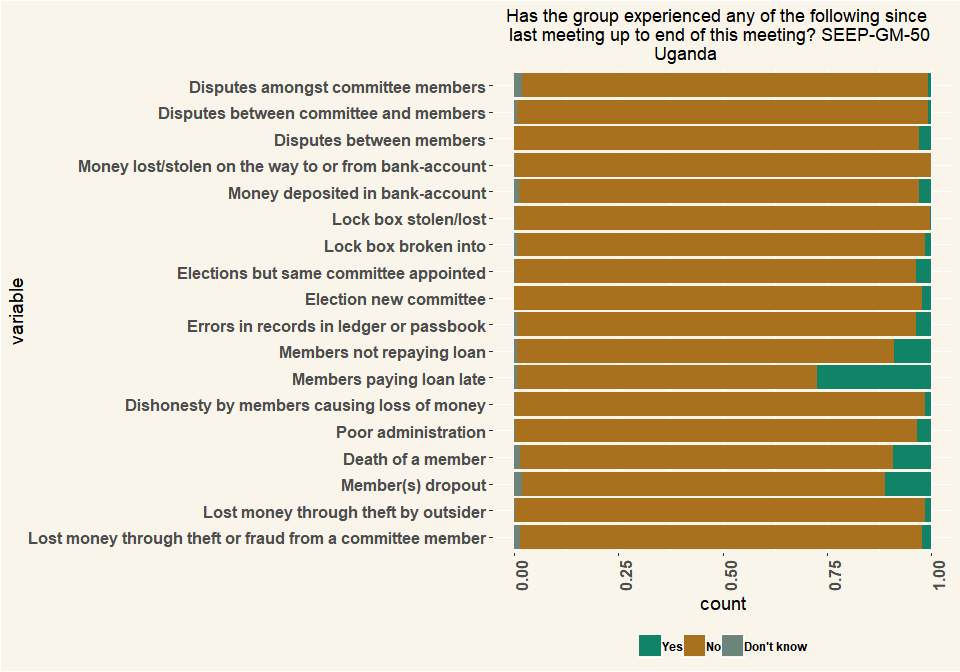 Has the group experienced any of the following since
last meeting up to end of this meeting? SEEP-GM-50
Uganda
Disputes amongst committee members
Disputes between committee and members
Disputes between members
Money lost/stolen on the way to or from bank-account
Money deposited in bank-account
Lock box stolen/lost
Lock box broken into
Elections but same committee appointed
Election new committee
Errors in records in ledger or passbook
Members not repaying loan
Members paying loan late
Dishonesty by members causing loss of money
Poor administration
Death of a member
Member(s) dropout
Lost money through theft by outsider
Lost money through theft or fraud from a committee member
variable
0.00 0.25 0.50 0.75 1.00
count
Yes No Don't know